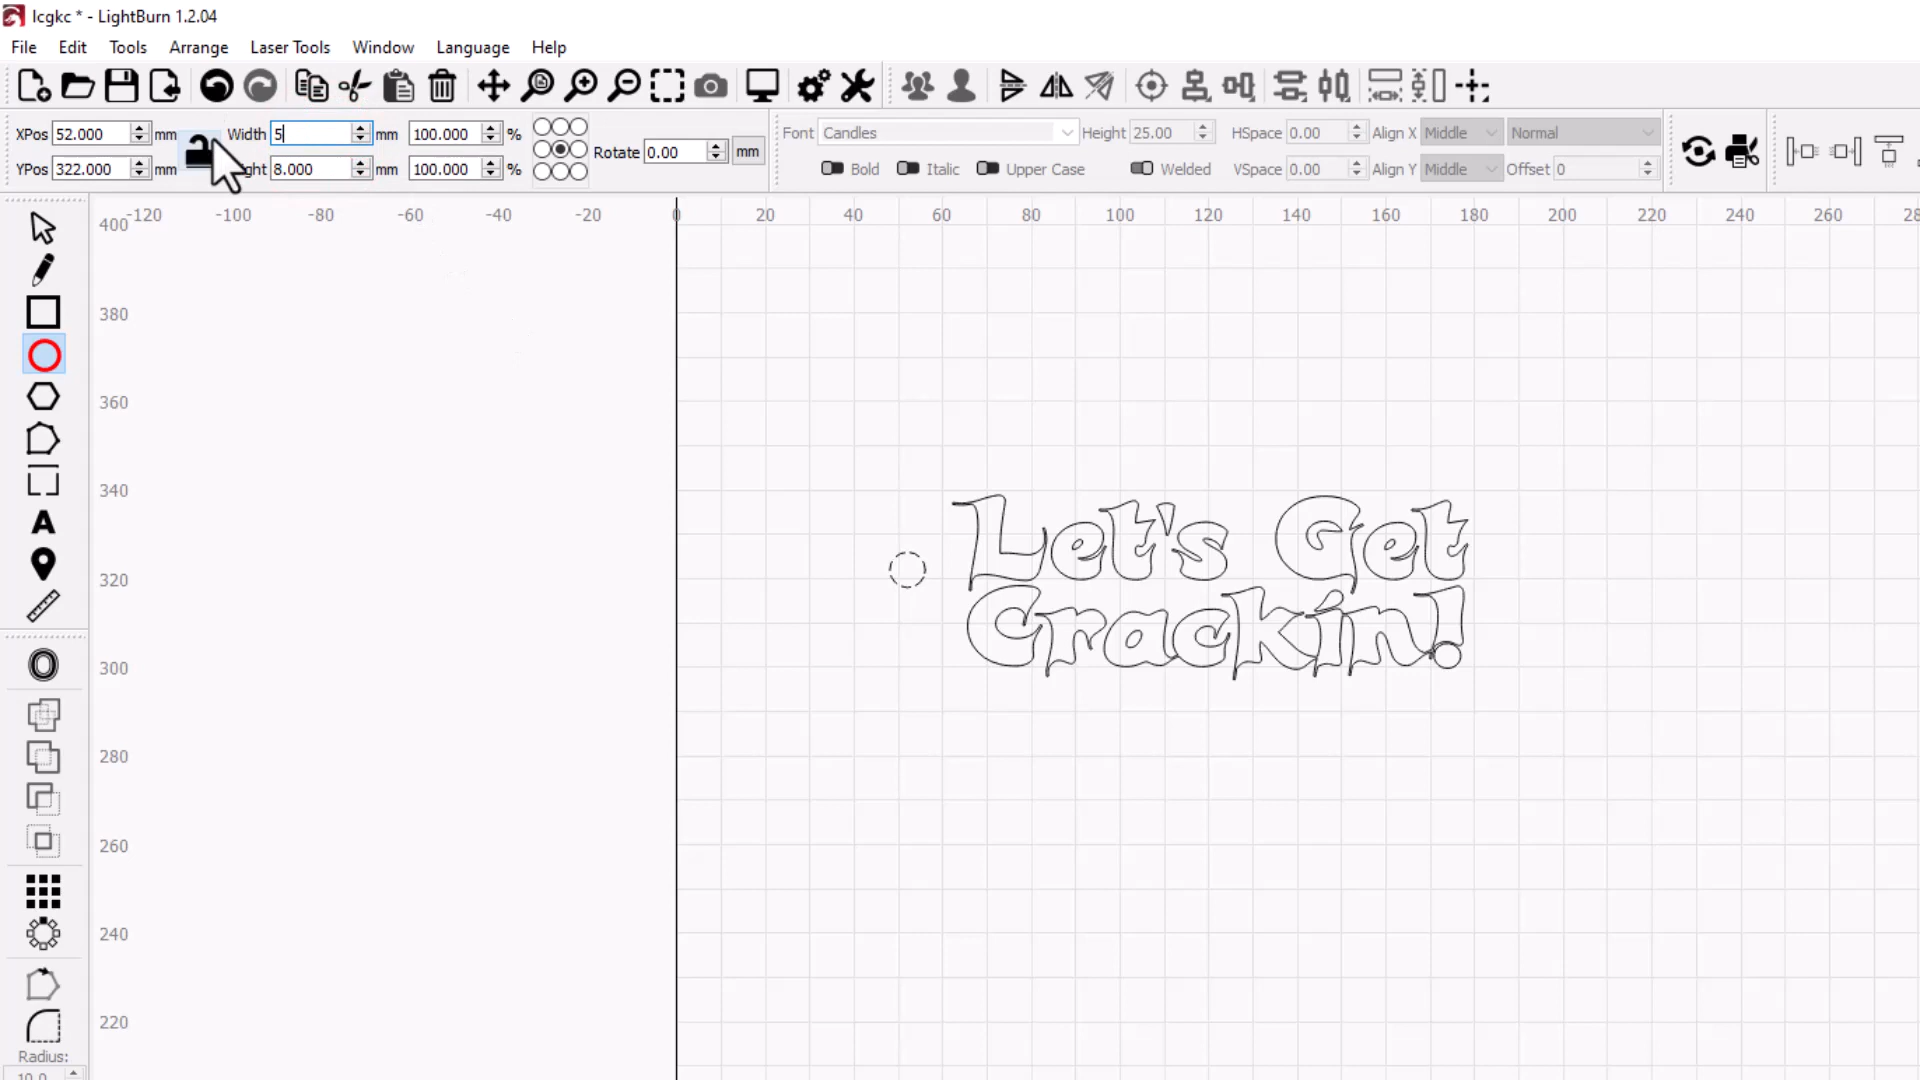 lcgkc * - LightBurn 1.2.04
File Edit Tools Arrange Laser Tools Window Language Help
XPos 52.000 mm Width 5 mm 100.000 % Rotate 0.00 mm Font Candles Height 25.00 HSpace 0.00 Align X Middle Normal
YPos 322.000 mm ght 8.000 mm 100.000 % Bold Italic Upper Case Welded VSpace 0.00 Align Y Middle Offset 0
-120 -100 -80 -60 -40 -20 0 20 40 60 80 100 120 140 160 180 200 220 240 260 28
400
380
360
340
320
300
280
260
240
220
Let's Get
Crackin!
Radius:
10.0